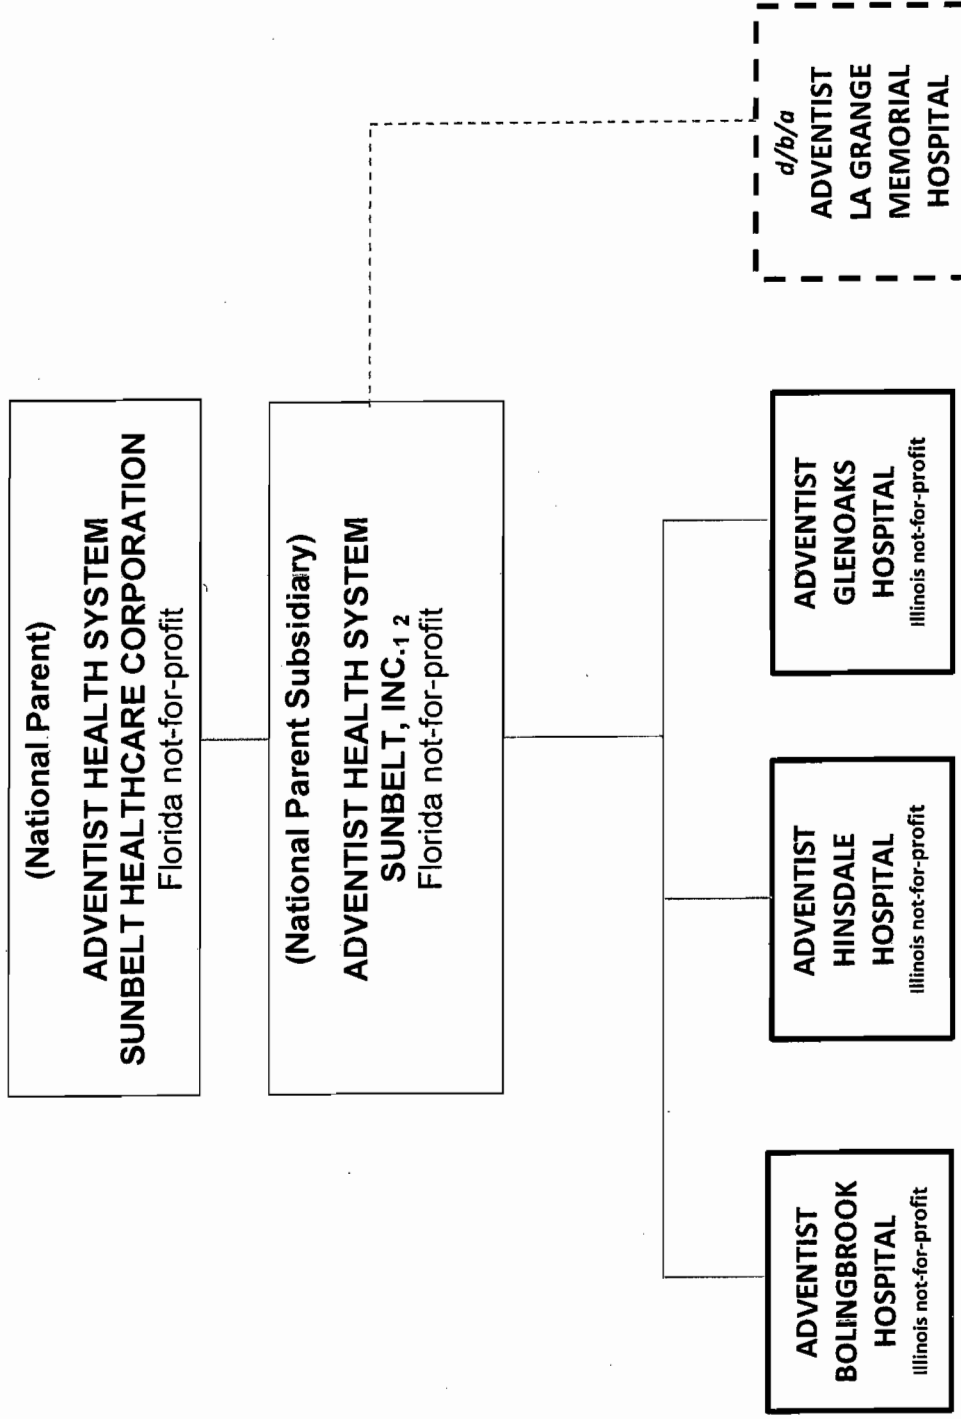 (National Parent)
ADVENTIST HEALTH SYSTEM
SUNBELT HEALTHCARE CORPORATION
Florida not-for-profit
(National Parent Subsidiary)
ADVENTIST HEALTH SYSTEM
SUNBELT, INC.1 2
Florida not-for-profit
ADVENTIST
BOLINGBROOK
HOSPITAL
Illinois not-for-profit
ADVENTIST
HINSDALE
HOSPITAL
Illinois not-for-profit
ADVENTIST
GLENOAKS
HOSPITAL
Illinois not-for-profit
d/b/a
ADVENTIST
LA GRANGE
MEMORIAL
HOSPITAL